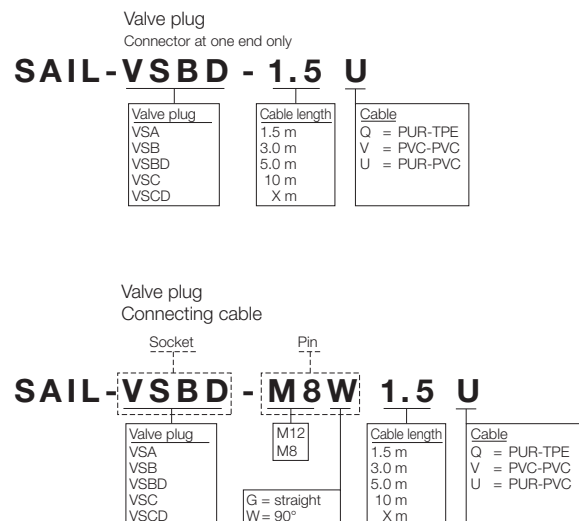 Valve plug
Connector at one end only
SAIL-VSBD - 1.5 U
Valve plug
VSA
VSB
VSBD
VSC
VSCD
Cable length
1.5 m
3.0 m
5.0 m
10 m
X m
Cable
Q = PUR-TPE
V = PVC-PVC
U = PUR-PVC
Valve plug
Connecting cable
Socket
Pin
SAIL-VSBD - M8W 1.5 U
Valve plug
VSA
VSB
VSBD
VSC
VSCD
M12
M8
G = straight
W = 90°
Cable length
1.5 m
3.0 m
5.0 m
10 m
X m
Cable
Q = PUR-TPE
V = PVC-PVC
U = PUR-PVC